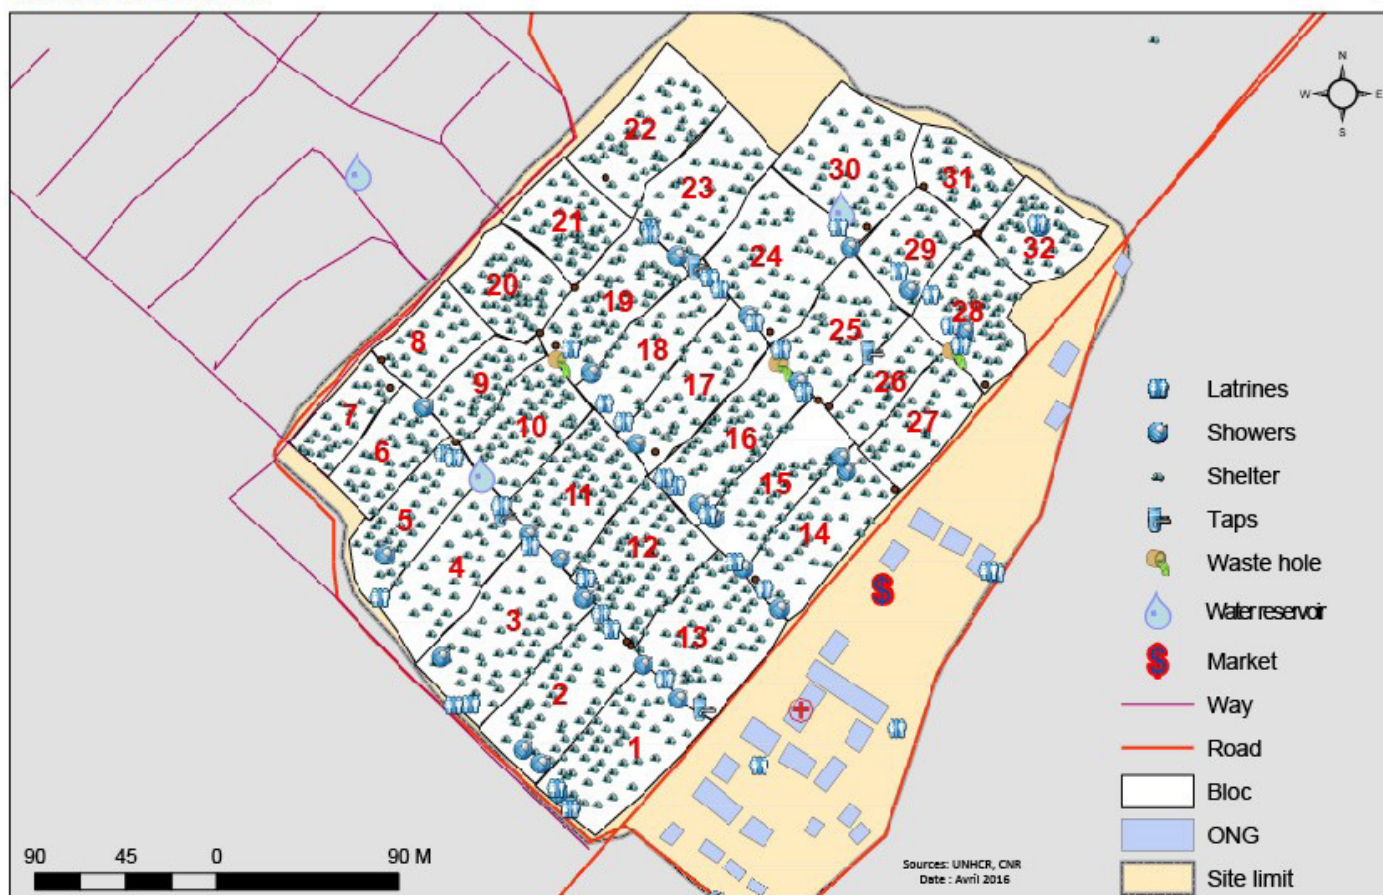 N
W E
S
22
30
31
23
21
32
29
24
20
28
19
25
8
18
26
9
17
7
27
10
6
16
11
15
5
14
12
4
3
13
2
1
Latrines
Showers
Shelter
Taps
Waste hole
Water reservoir
Market
Way
Road
Bloc
ONG
Site limit
90 45 0 90 M
Sources: UNHCR, CNR
Date : Avril 2016